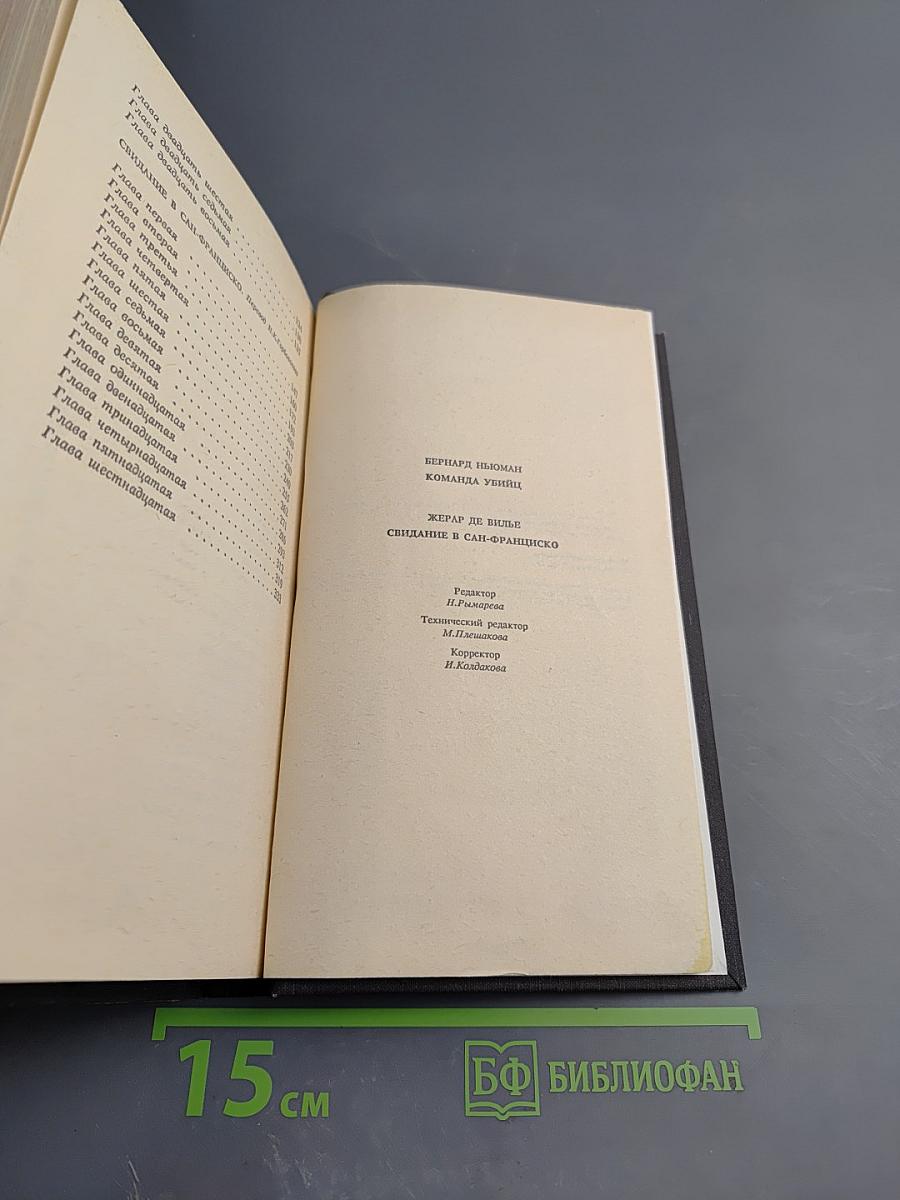 Глава двадцать шестая
Глава двадцать седьмая
Глава двадцать восьмая
СВИДАНИЕ В САН-ФРАНЦИСКО.
Глава первая
Глава вторая
Глава третья
Глава четвертая
Глава пятая
Глава шестая
Глава седьмая
Глава восьмая
Глава девятая
Глава десятая
Глава одиннадцатая
Глава двенадцатая
Глава тринадцатая
Глава четырнадцатая
Глава пятнадцатая
Глава шестнадцатая
БЕРНАРД НЬЮМАН
КОМАНДА УБИЙЦ
ЖЕРАР ДЕ ВИЛЬЕ
СВИДАНИЕ В САН-ФРАНЦИСКО
Редактор
Н.Рымарева
Технический редактор
М.Плешакова
Корректор
И.Колдакова
15 см
БФ БИБЛИОФАН